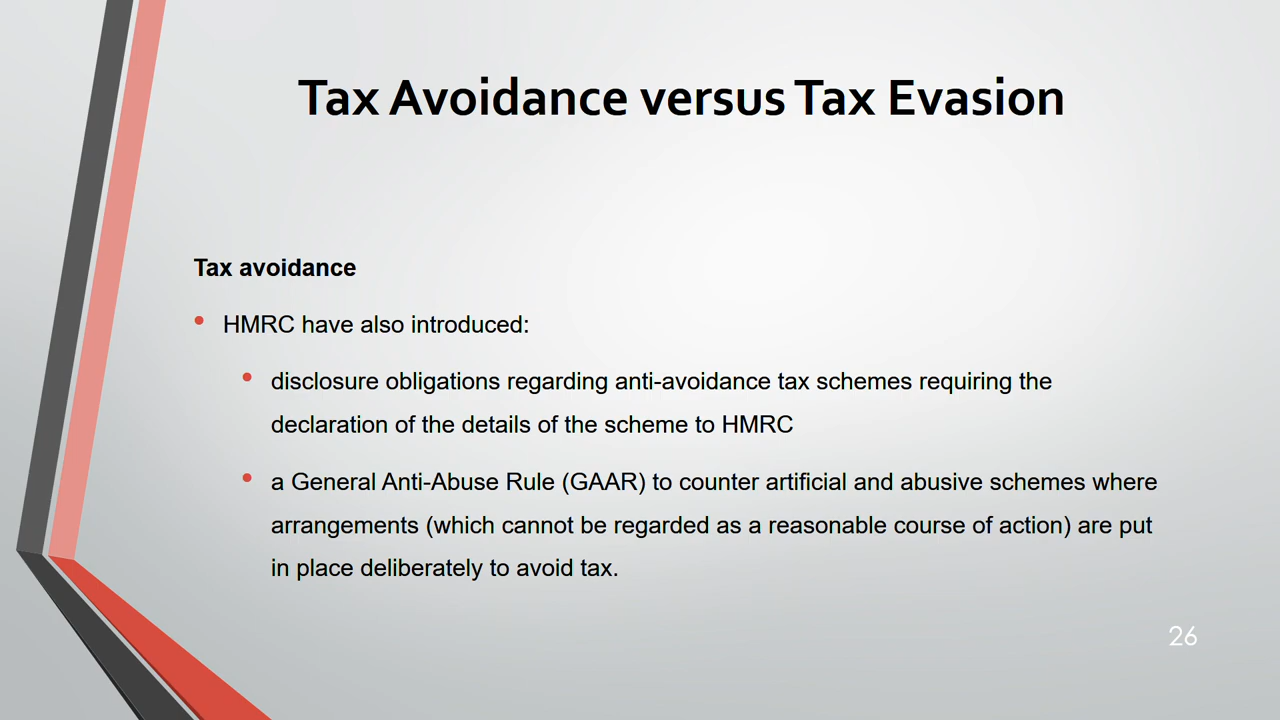 Tax Avoidance versus Tax Evasion
Tax avoidance
• HMRC have also introduced:
• disclosure obligations regarding anti-avoidance tax schemes requiring the
declaration of the details of the scheme to HMRC
• a General Anti-Abuse Rule (GAAR) to counter artificial and abusive schemes where
arrangements (which cannot be regarded as a reasonable course of action) are put
in place deliberately to avoid tax.
26